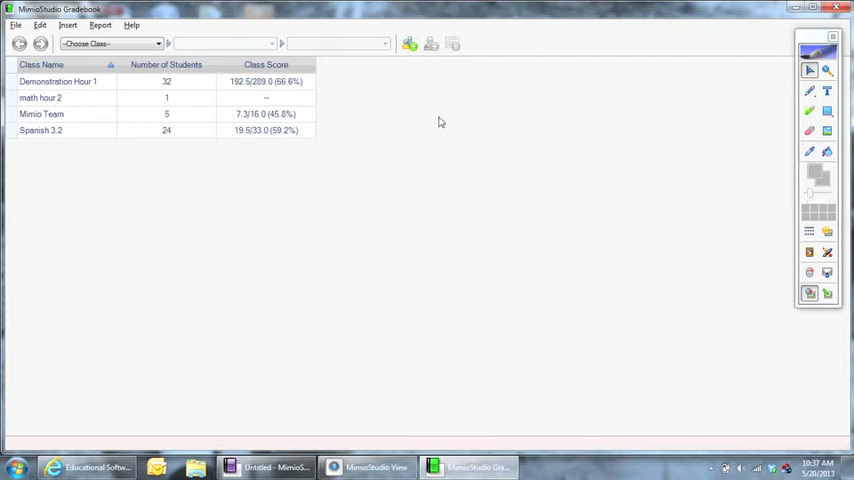 MimioStudio Gradebook
File Edit Insert Report Help
--Choose Class--
Class Name Number of Students Class Score
Demonstration Hour 1 32 192.5/289.0 (66.6%)
math hour 2 1 --
Mimio Team 5 7.3/16.0 (45.8%)
Spanish 3.2 24 19.5/33.0 (59.2%)
Educational Softw... Untitled - MimioS... MimioStudio View MimioStudio Gra...
10:37 AM
5/20/2013